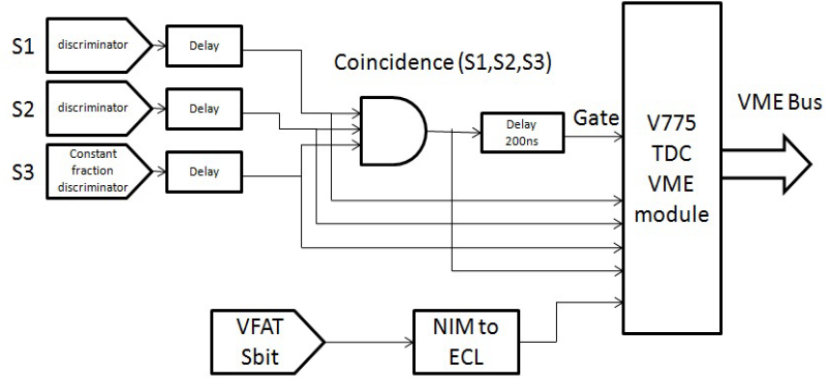 S1
discriminator
Delay
Coincidence (S1,S2,S3)
S2
discriminator
Delay
Delay
200ns
Gate
V775
TDC
VME
module
VME Bus
S3
Constant
fraction
discriminator
Delay
VFAT
Sbit
NIM to
ECL